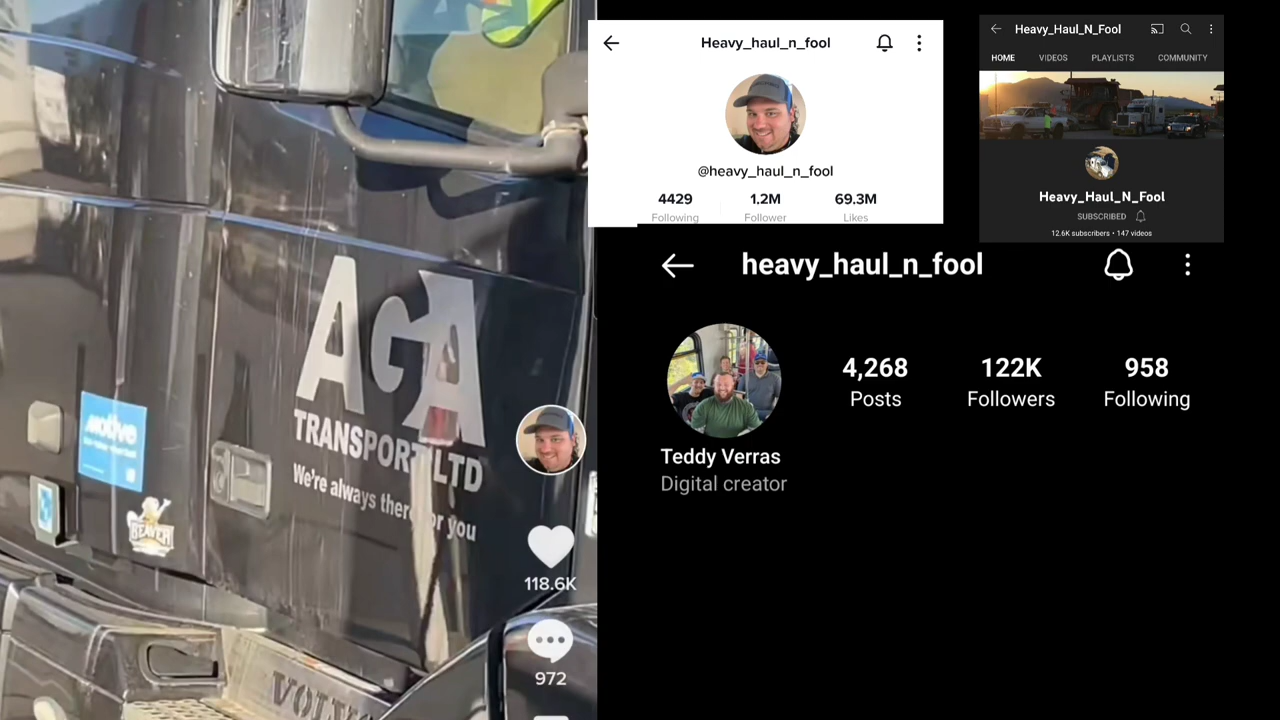 AGA
TRANSPORT LTD
We're always there for you
motive
BEAVER
VOLVO
118.6K
972
Heavy_haul_n_fool
@heavy_haul_n_fool
4429
1.2M
69.3M
Following
Follower
Likes
Heavy_Haul_N_Fool
HOME
VIDEOS
PLAYLISTS
COMMUNITY
Heavy_Haul_N_Fool
SUBSCRIBED
12.6K subscribers • 147 videos
heavy_haul_n_fool
4,268
122K
958
Posts
Followers
Following
Teddy Verras
Digital creator